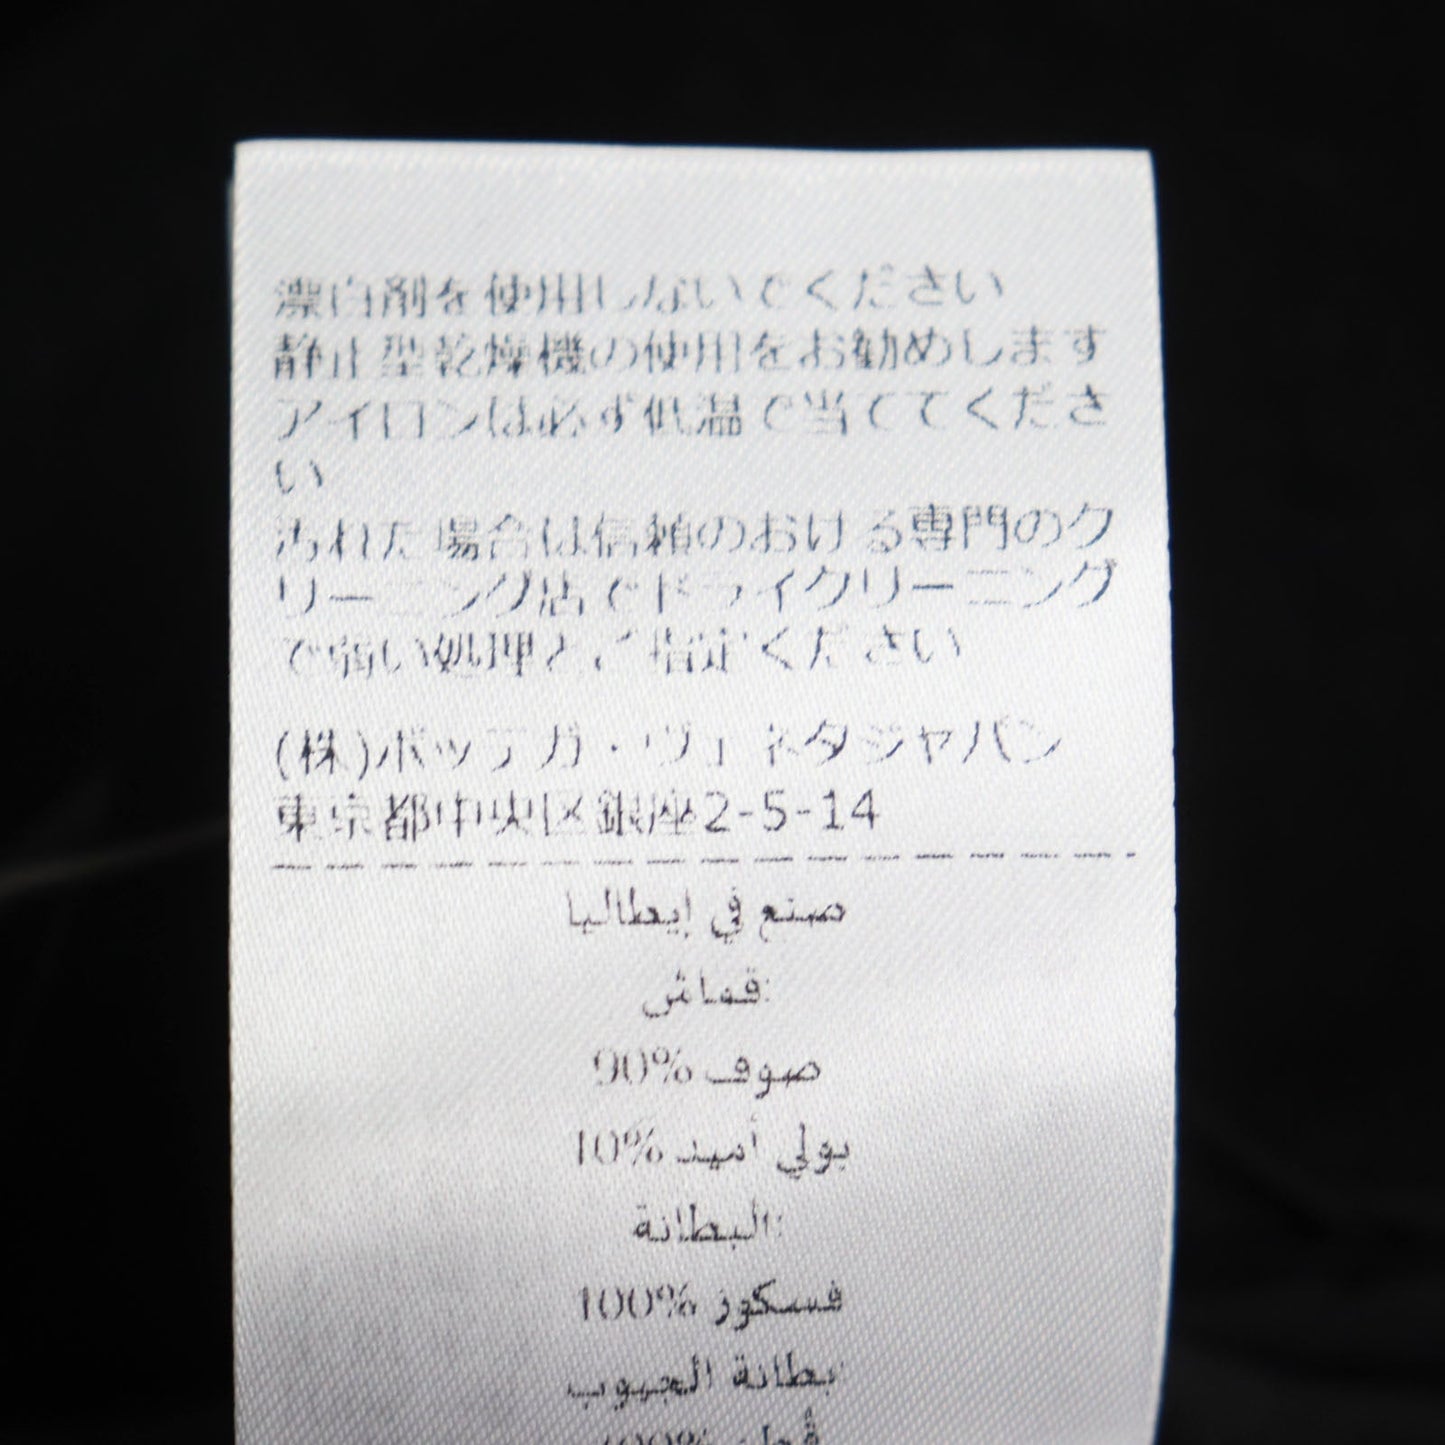 漂白剤を使用しないでください
静止型乾燥機の使用をお勧めします
アイロンは必ず低温で当ててくださ
い
汚れた場合は信頼のおける専門のク
リーニング店でドライクリーニング
で弱い処理とご指定ください
(株)ボッテガ・ヴェネタジャパン
東京都中央区銀座2-5-14
صنع في إيطاليا
قماش:
90% صوف
10% بولي أميد
البطانة:
100% فسكوز
بطانة الجيوب:
100% قطن